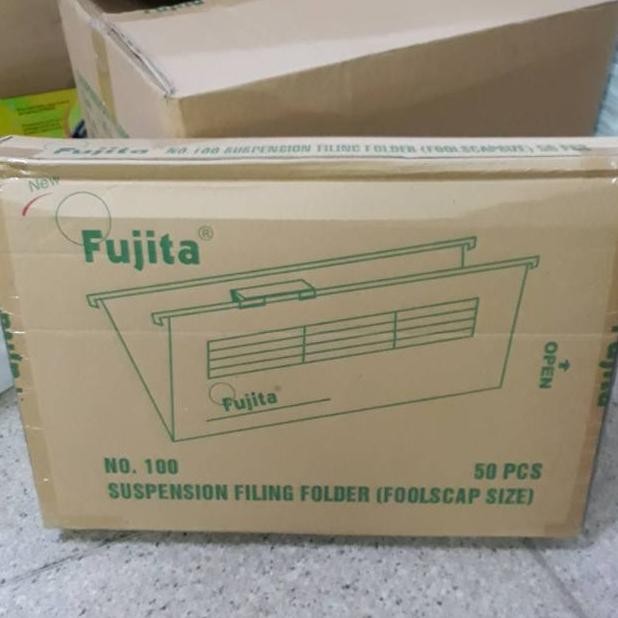 Fujita NO. 100 SUSPENSION FILING FOLDER (FOOLSCAP SIZE) 50 PCS
New
Fujita®
Fujita®
OPEN
NO. 100
50 PCS
SUSPENSION FILING FOLDER (FOOLSCAP SIZE)